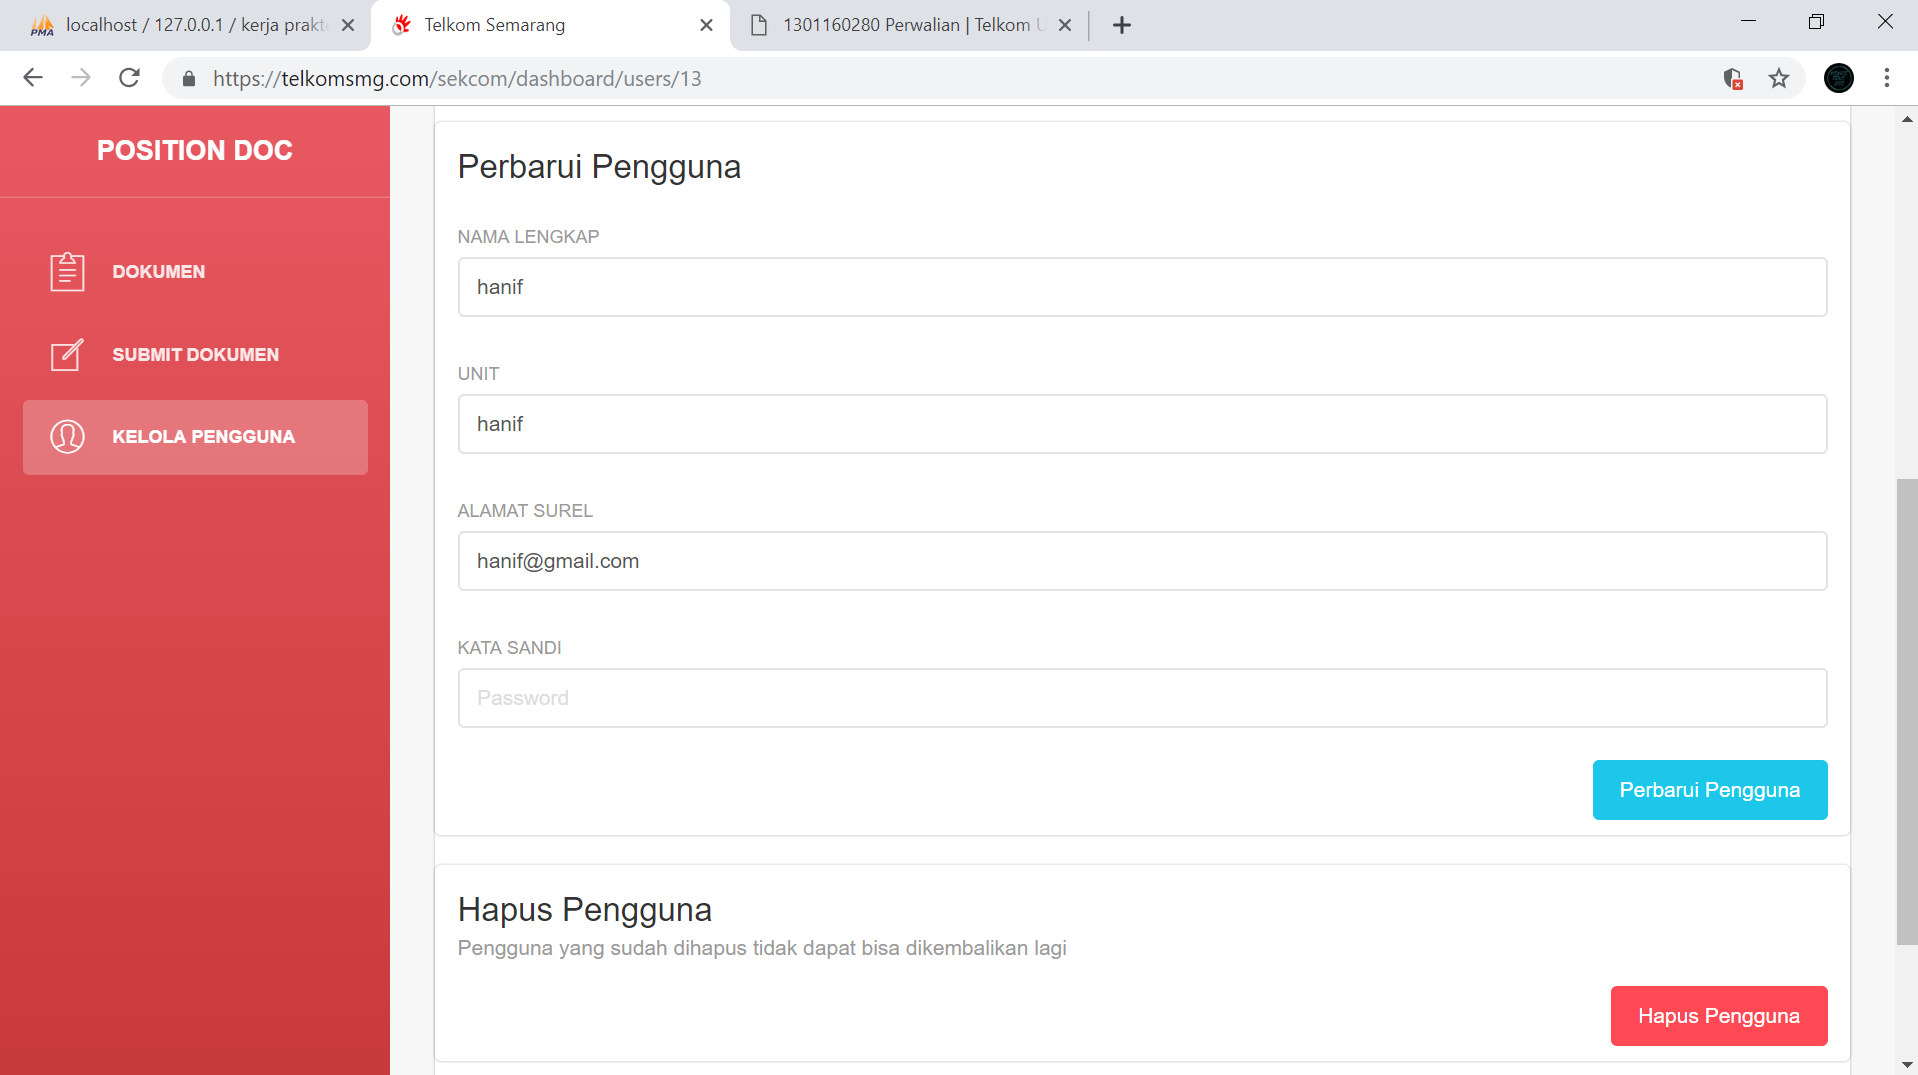 PMA
localhost / 127.0.0.1 / kerja prakt
Telkom Semarang
1301160280 Perwalian | Telkom U
https://telkomsmg.com/sekcom/dashboard/users/13
POSITION DOC
DOKUMEN
SUBMIT DOKUMEN
KELOLA PENGGUNA
Perbarui Pengguna
NAMA LENGKAP
hanif
UNIT
hanif
ALAMAT SUREL
hanif@gmail.com
KATA SANDI
Password
Perbarui Pengguna
Hapus Pengguna
Pengguna yang sudah dihapus tidak dapat bisa dikembalikan lagi
Hapus Pengguna